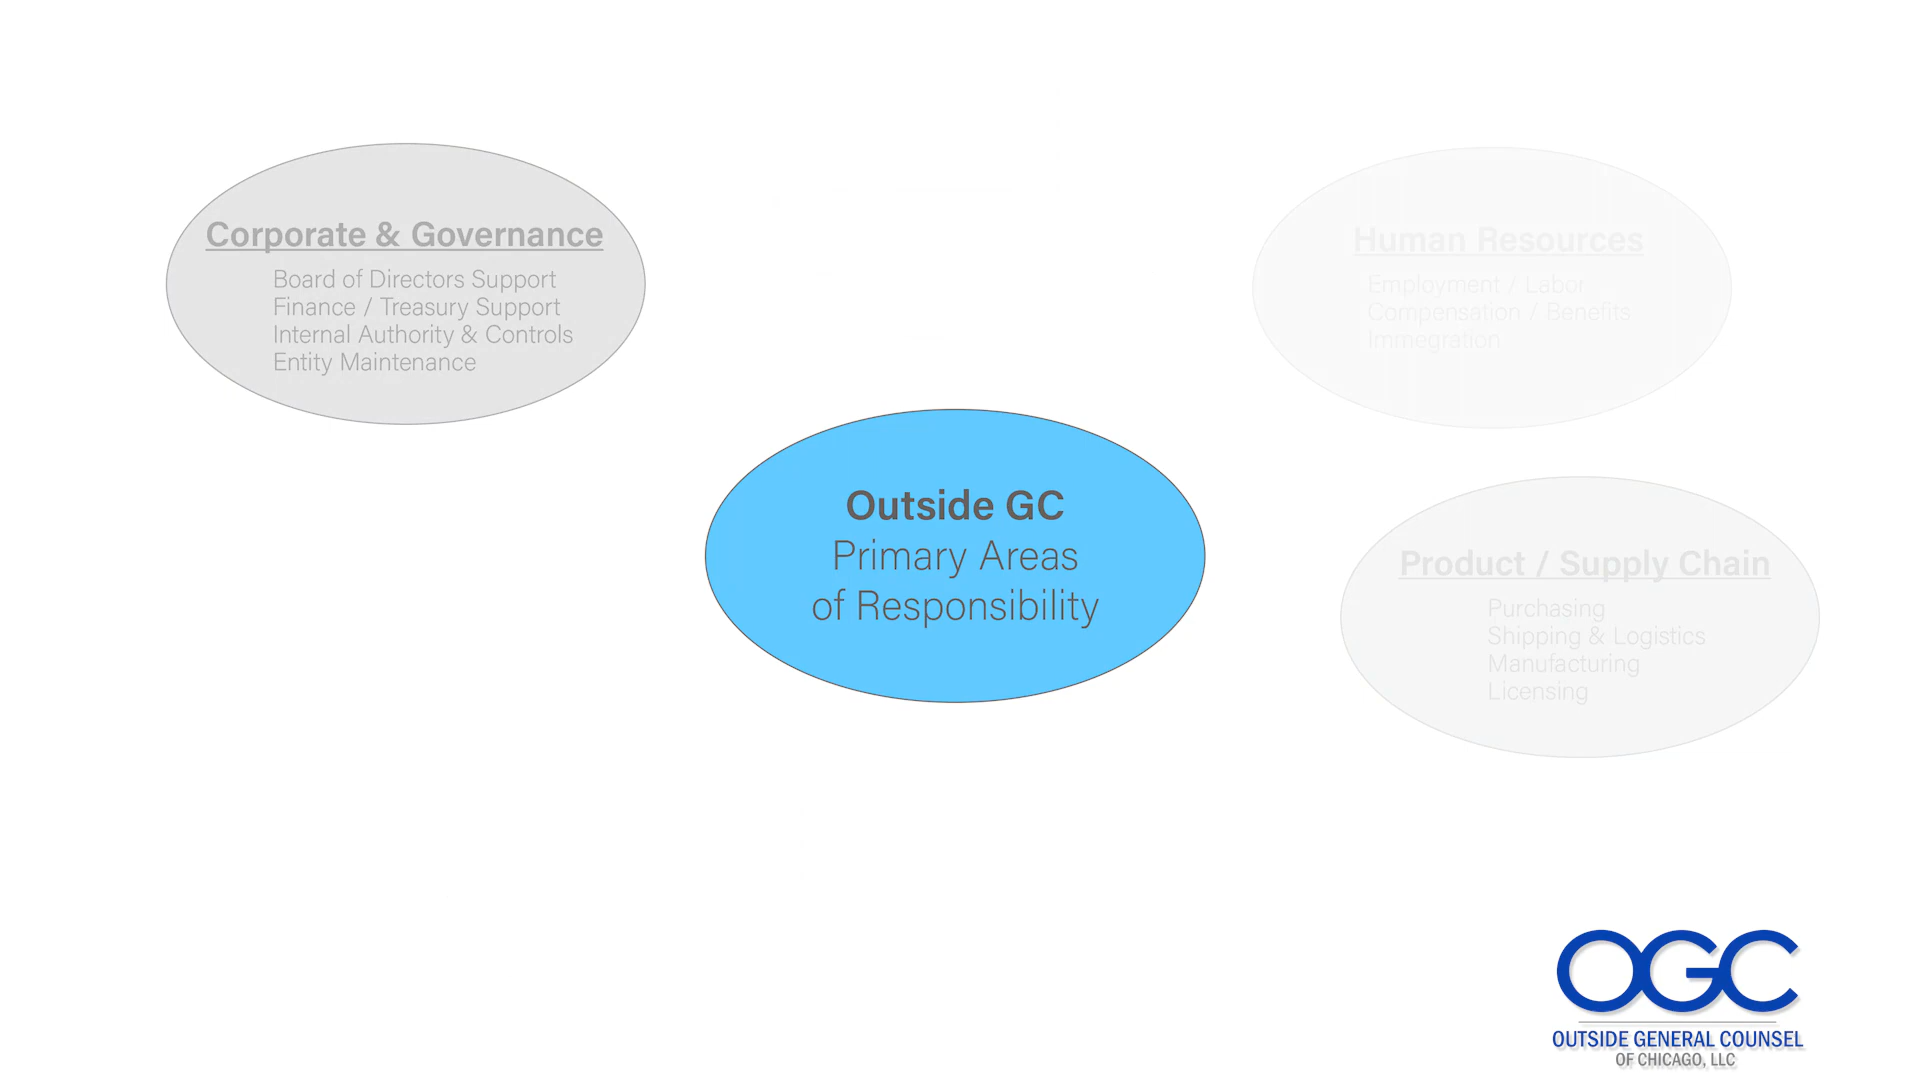 Corporate & Governance
Board of Directors Support
Finance / Treasury Support
Internal Authority & Controls
Entity Maintenance
Human Resources
Employment / Labor
Compensation / Benefits
Immegration
Outside GC
Primary Areas
of Responsibility
Product / Supply Chain
Purchasing
Shipping & Logistics
Manufacturing
Licensing
OGC
OUTSIDE GENERAL COUNSEL
OF CHICAGO, LLC